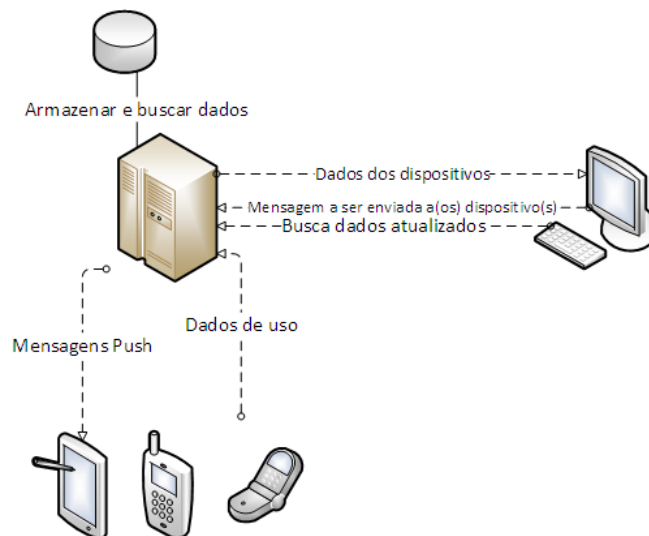 Armazenar e buscar dados
Dados dos dispositivos
Mensagem a ser enviada a(os) dispositivo(s)
Busca dados atualizados
Dados de uso
Mensagens Push